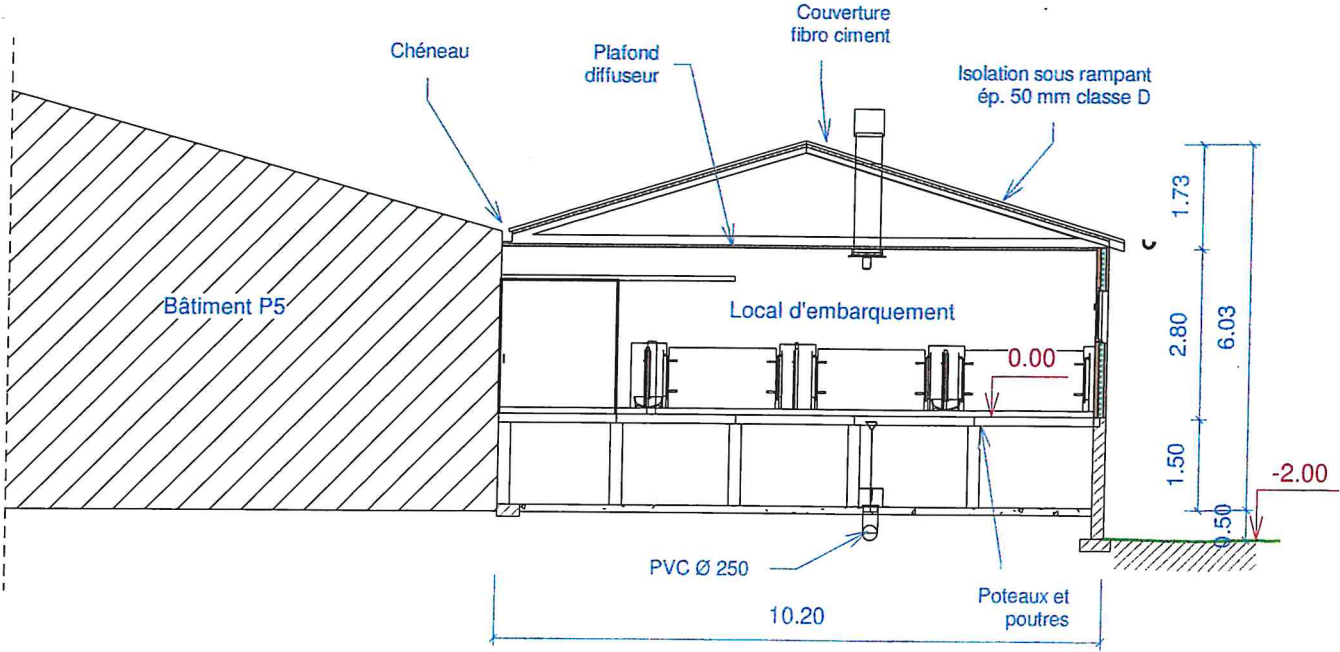 Couverture
fibro ciment
Chéneau
Plafond
diffuseur
Isolation sous rampant
ép. 50 mm classe D
1.73
Bâtiment P5
Local d'embarquement
2.80
6.03
0.00
1.50
-2.00
0.50
PVC Ø 250
Poteaux et
poutres
10.20